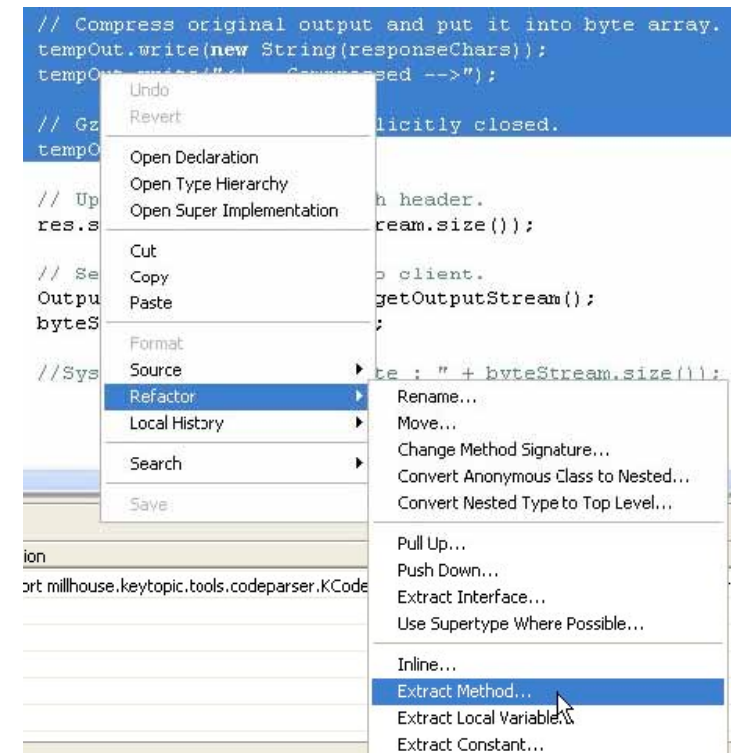 // Compress original output and put it into byte array.
tempOut.write(new String(responseChars));
tempO sed -->");
// Gz licitly closed.
tempO
// Up h header.
res.s ream.size());
// Se o client.
Outpu getOutputStream();
byteS ;
//Sys te : " + byteStream.size());
Undo
Revert
Open Declaration
Open Type Hierarchy
Open Super Implementation
Cut
Copy
Paste
Format
Source
Refactor
Local History
Search
Save
Rename...
Move...
Change Method Signature...
Convert Anonymous Class to Nested...
Convert Nested Type to Top Level...
Pull Up...
Push Down...
Extract Interface...
Use Supertype Where Possible...
Inline...
Extract Method...
Extract Local Variable
Extract Constant...
ion
ort millhouse.keytopic.tools.codeparser.KCode